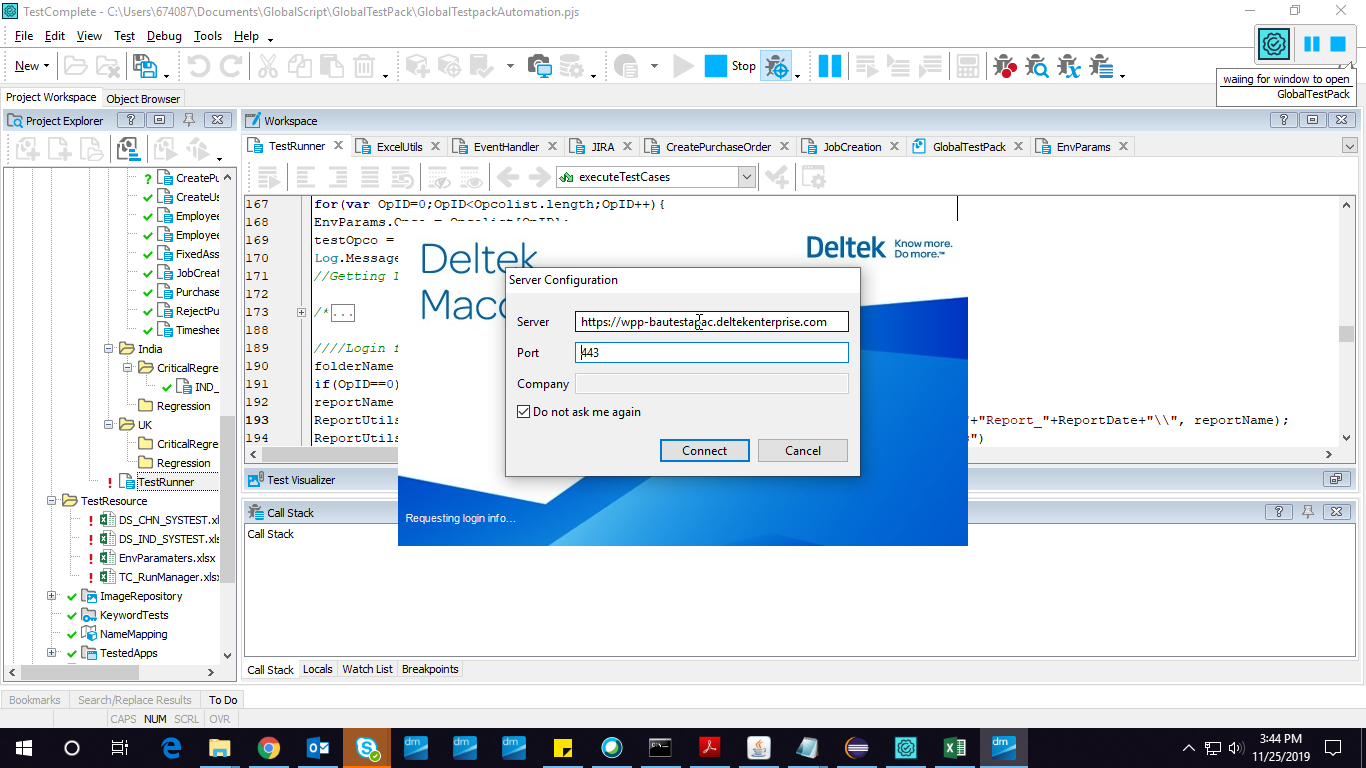 TestComplete - C:\Users\674087\Documents\GlobalScript\GlobalTestPack\GlobalTestpackAutomation.pjs
File Edit View Test Debug Tools Help
New
Stop
waiing for window to open
GlobalTestPack
Project Workspace Object Browser
Project Explorer
Workspace
TestRunner ExcelUtils EventHandler JIRA CreatePurchaseOrder JobCreation GlobalTestPack EnvParams
executeTestCases
CreatePu
CreateUs
Employee
Employee
FixedAss
JobCreat
Purchase
RejectPu
Timeshee
India
CriticalRegre
IND_
Regression
UK
CriticalRegre
Regression
TestRunner
TestResource
DS_CHN_SYSTEST.xl
DS_IND_SYSTEST.xls
EnvParamaters.xlsx
TC_RunManager.xlsx
ImageRepository
KeywordTests
NameMapping
TestedApps
167 for(var OpID=0;OpID<Opcolist.length;OpID++){
168 EnvParams.Opco = Opcolist[OpID];
169 testOpco =
170 Log.Message
171 //Getting
172
173 /*...
188
189 ////Login
190 folderName
191 if(OpID==0)
192 reportName
193 ReportUtils +"Report_"+ReportDate+"\\", reportName);
194 ReportUtils ")
Deltek
Maco
Deltek Know more.
Do more.™
Server Configuration
Server https://wpp-bautestapac.deltekenterprise.com
Port 443
Company
Do not ask me again
Connect Cancel
Requesting login info...
Test Visualizer
Call Stack
Call Stack
Call Stack Locals Watch List Breakpoints
Bookmarks Search/Replace Results To Do
CAPS NUM SCRL OVR
3:44 PM
11/25/2019